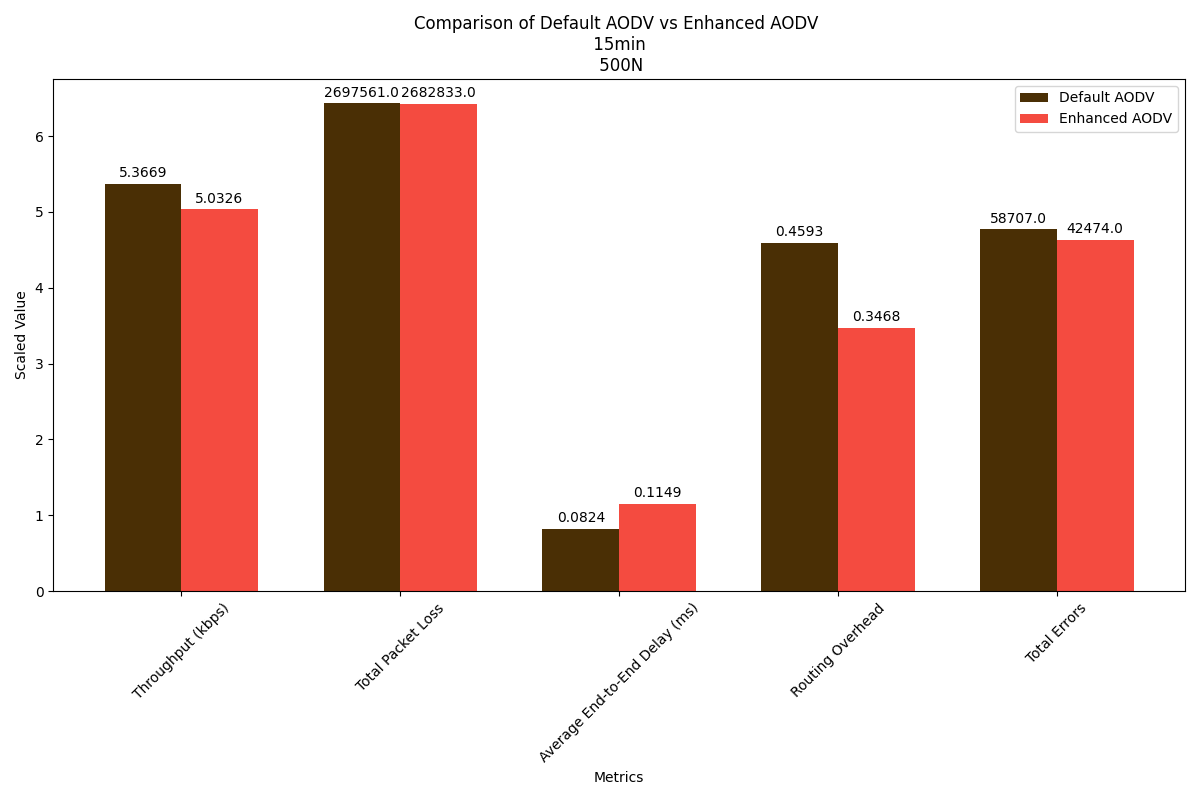 Comparison of Default AODV vs Enhanced AODV
15min
500N
Default AODV
Enhanced AODV
Scaled Value
6
5
4
3
2
1
0
5.3669
5.0326
2697561.0
2682833.0
0.0824
0.1149
0.4593
0.3468
58707.0
42474.0
Throughput (kbps)
Total Packet Loss
Average End-to-End Delay (ms)
Routing Overhead
Total Errors
Metrics